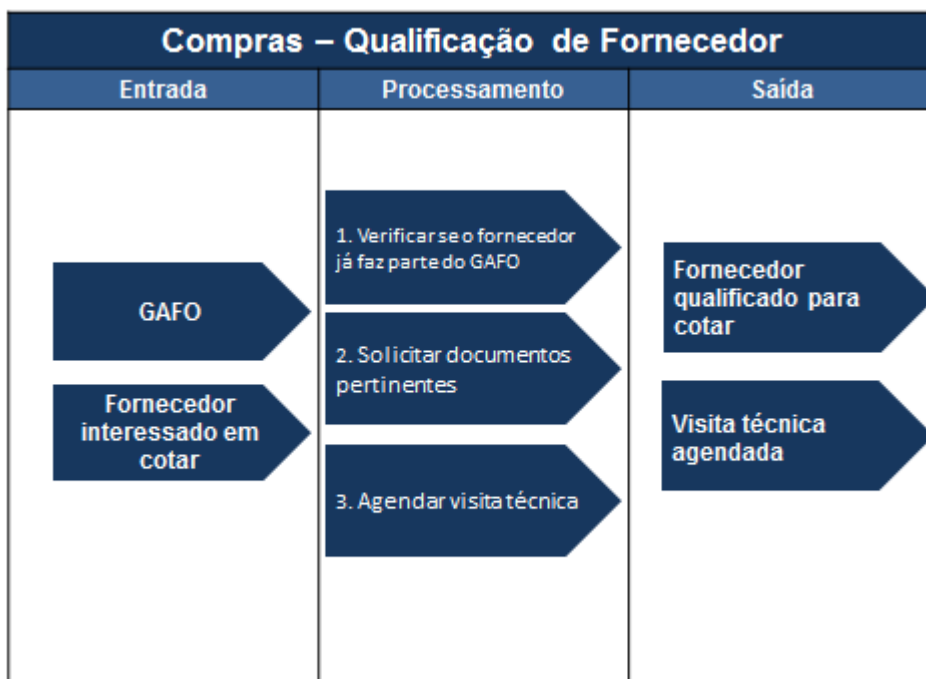 Compras – Qualificação de Fornecedor
Entrada
Processamento
Saída
GAFO
Fornecedor
interessado em
cotar
1. Verificar se o fornecedor
já faz parte do GAFO
2. Solicitar documentos
pertinentes
3. Agendar visita técnica
Fornecedor
qualificado para
cotar
Visita técnica
agendada